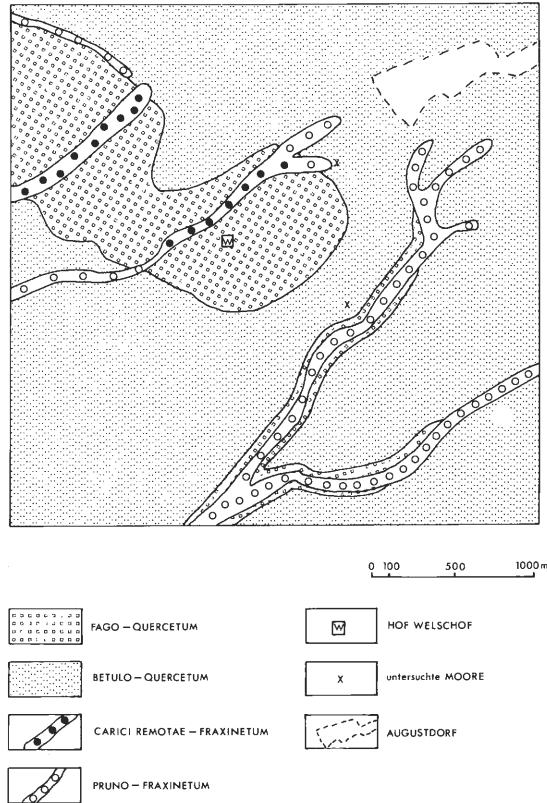 W
x
x
0 100 500 1000 m
FAGO – QUERCETUM
BETULO – QUERCETUM
CARICI REMOTAE – FRAXINETUM
PRUNO – FRAXINETUM
W HOF WELSCHOF
x untersuchte MOORE
AUGUSTDORF